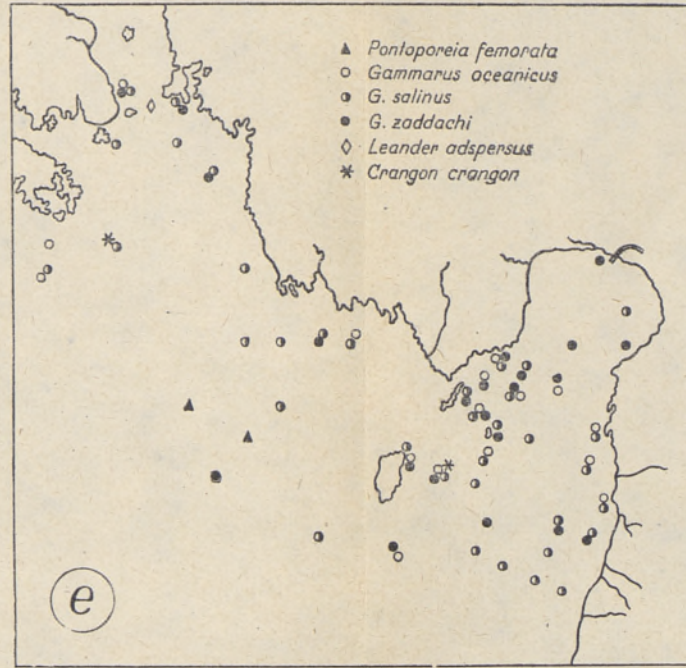 Pontoporeia femorata
Gammarus oceanicus
G. salinus
G. zaddachi
Leander adspersus
Crangon crangon
e